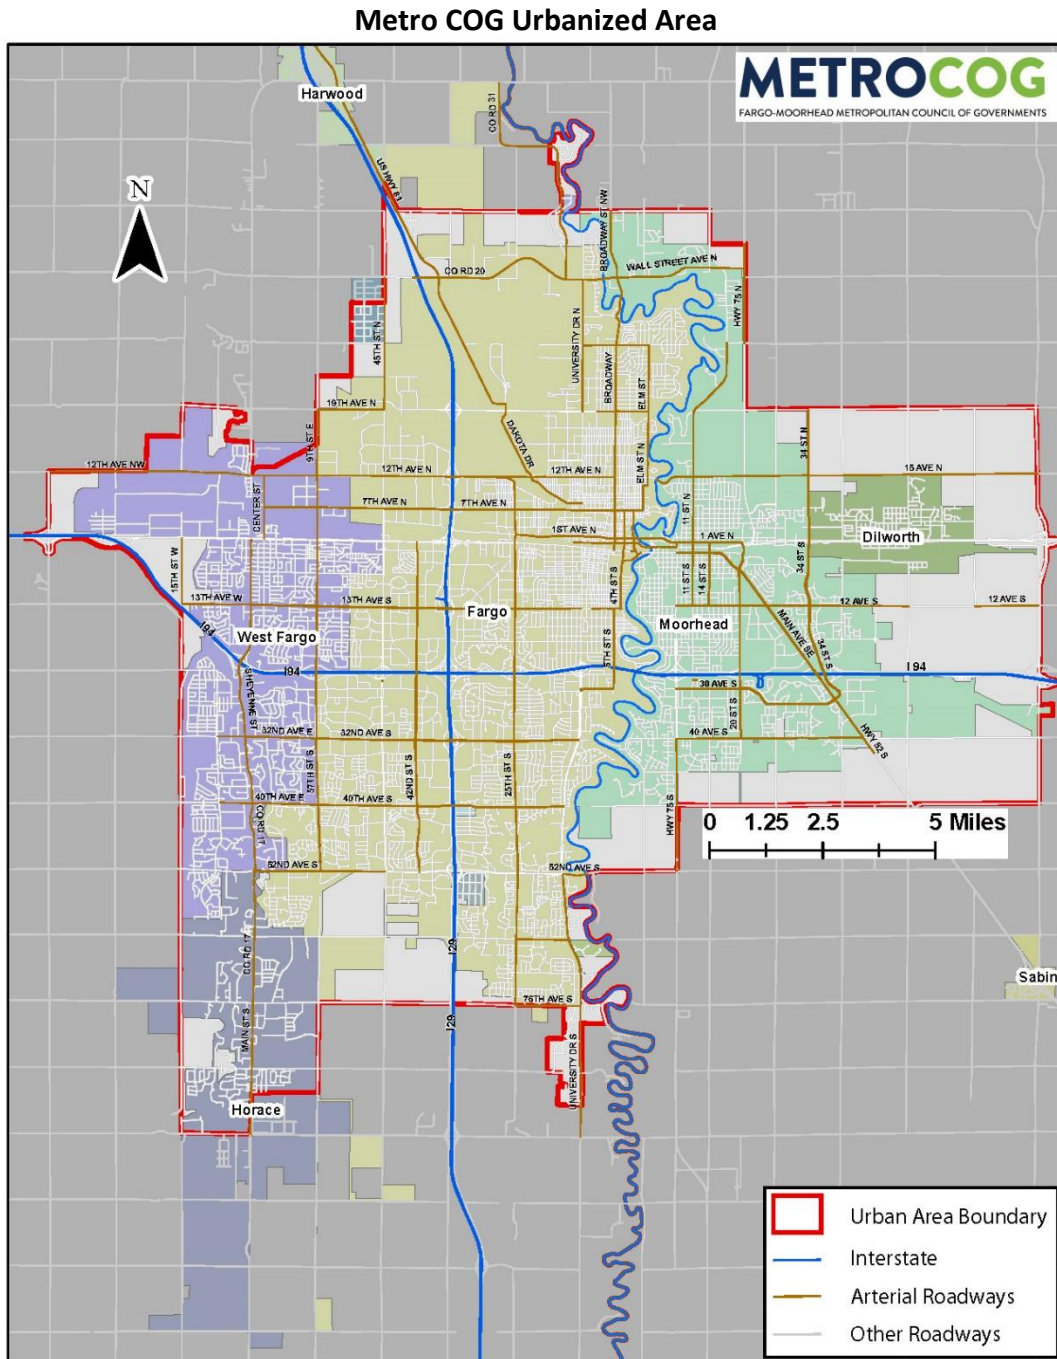 Metro COG Urbanized Area
METROCOG
FARGO-MOORHEAD METROPOLITAN COUNCIL OF GOVERNMENTS
Harwood
CO RD 31
N
US HWY 81
BROADWAY ST NW
WALL STREET AVE N
CO RD 20
HWY 75 N
45TH ST N
UNIVERSITY DR N
BROADWAY
ELM ST
19TH AVE N
DAKOTA DR
34 ST N
9TH ST E
12TH AVE NW
12TH AVE N
12TH AVE N
ELM ST N
15 AVE N
CENTER ST
7TH AVE N
7TH AVE N
11 ST N
1ST AVE N
1 AVE N
Dilworth
15TH ST W
34 ST S
4TH ST S
11 ST S
14 ST S
13TH AVE W
13TH AVE S
Fargo
12 AVE S
12 AVE S
I94
West Fargo
Moorhead
MAIN AVE SE
5TH ST S
34 ST S
I94
I94
SHEYENNE ST
30 AVE S
20 ST S
32ND AVE E
32ND AVE S
40 AVE S
HWY 52 S
57TH ST S
42ND ST S
25TH ST S
40TH AVE E
40TH AVE S
HWY 75 S
CO RD 17
0 1.25 2.5 5 Miles
52ND AVE S
52ND AVE S
CO RD 17
I29
Sabin
76TH AVE S
MAIN ST S
I29
UNIVERSITY DR S
Horace
Urban Area Boundary
Interstate
Arterial Roadways
Other Roadways